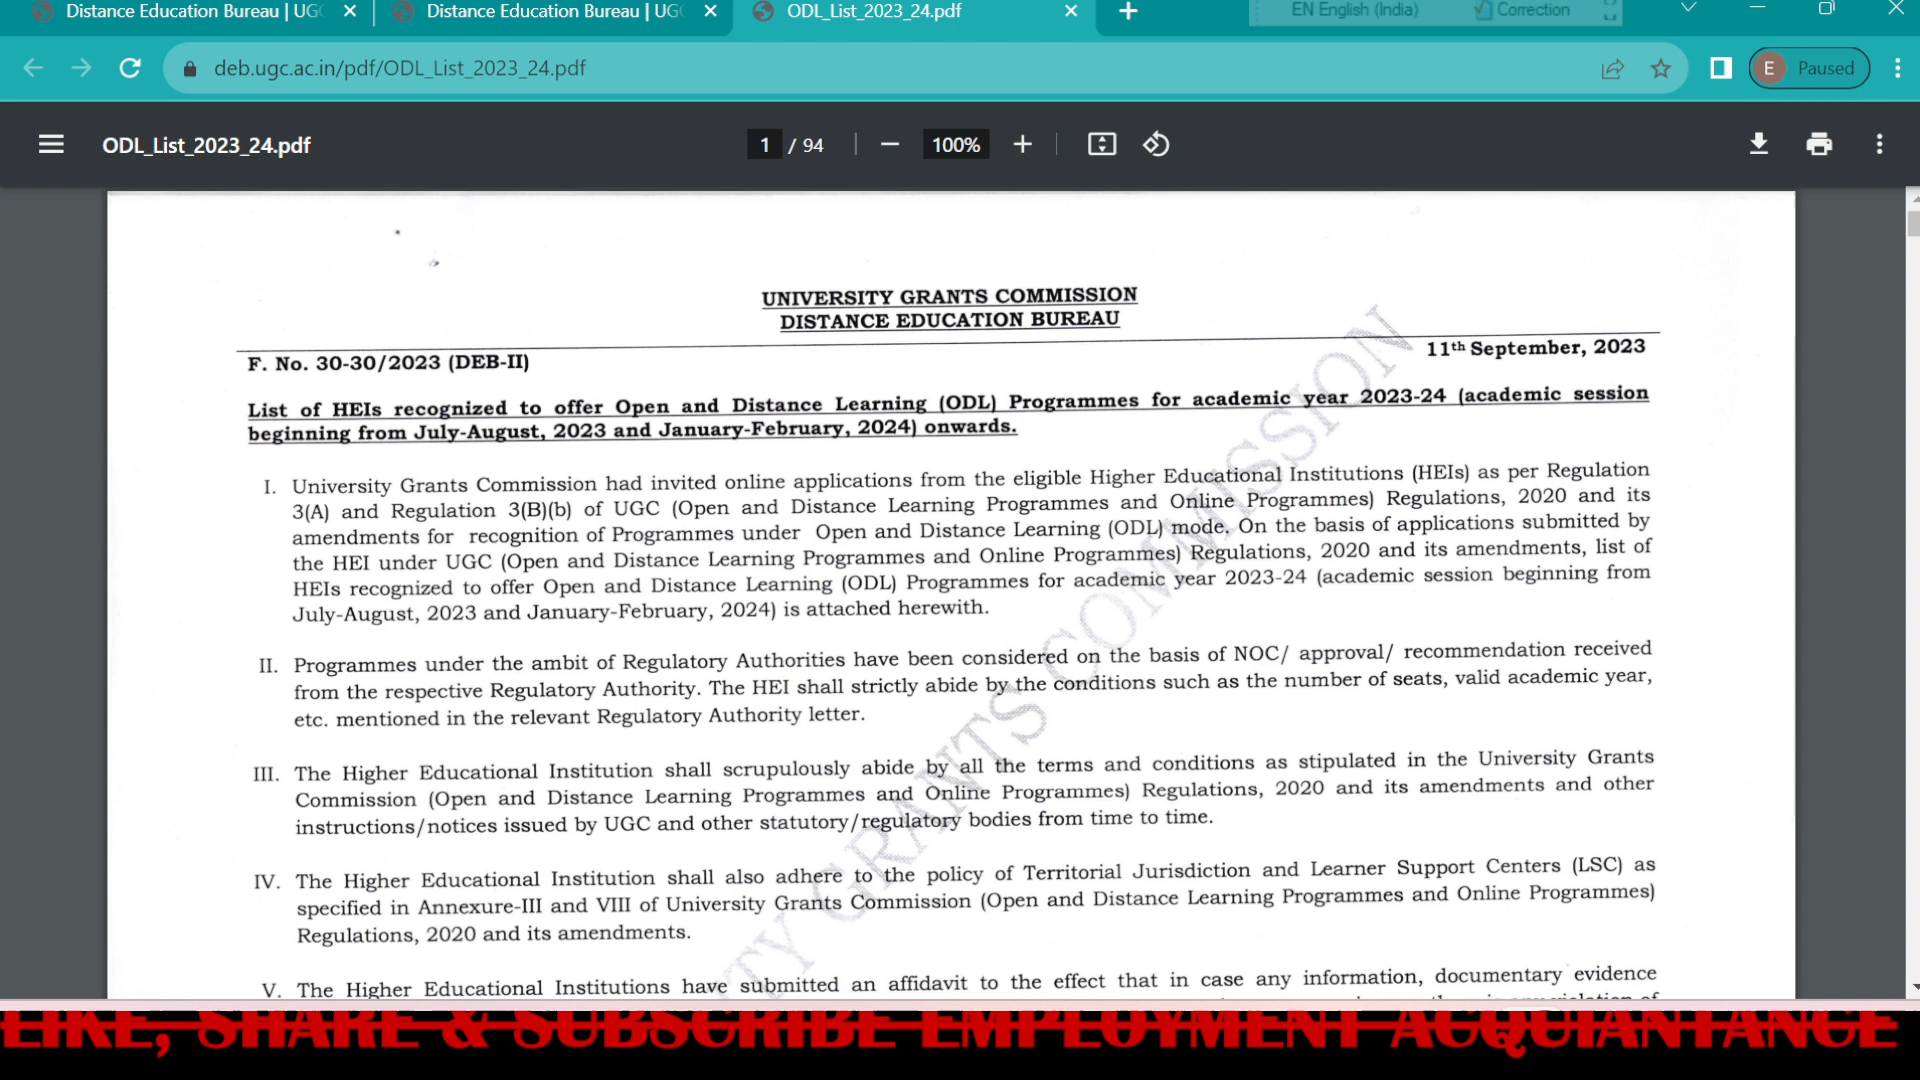 Distance Education Bureau | UG
Distance Education Bureau | UG
ODL_List_2023_24.pdf
EN English (India)
Correction
deb.ugc.ac.in/pdf/ODL_List_2023_24.pdf
E
Paused
ODL_List_2023_24.pdf
1 / 94
100%
UNIVERSITY GRANTS COMMISSION
DISTANCE EDUCATION BUREAU
F. No. 30-30/2023 (DEB-II)
11th September, 2023
List of HEIs recognized to offer Open and Distance Learning (ODL) Programmes for academic year 2023-24 (academic session
beginning from July-August, 2023 and January-February, 2024) onwards.
I. University Grants Commission had invited online applications from the eligible Higher Educational Institutions (HEIs) as per Regulation
3(A) and Regulation 3(B)(b) of UGC (Open and Distance Learning Programmes and Online Programmes) Regulations, 2020 and its
amendments for recognition of Programmes under Open and Distance Learning (ODL) mode. On the basis of applications submitted by
the HEI under UGC (Open and Distance Learning Programmes and Online Programmes) Regulations, 2020 and its amendments, list of
HEIs recognized to offer Open and Distance Learning (ODL) Programmes for academic year 2023-24 (academic session beginning from
July-August, 2023 and January-February, 2024) is attached herewith.
II. Programmes under the ambit of Regulatory Authorities have been considered on the basis of NOC/ approval/ recommendation received
from the respective Regulatory Authority. The HEI shall strictly abide by the conditions such as the number of seats, valid academic year,
etc. mentioned in the relevant Regulatory Authority letter.
III. The Higher Educational Institution shall scrupulously abide by all the terms and conditions as stipulated in the University Grants
Commission (Open and Distance Learning Programmes and Online Programmes) Regulations, 2020 and its amendments and other
instructions/notices issued by UGC and other statutory/regulatory bodies from time to time.
IV. The Higher Educational Institution shall also adhere to the policy of Territorial Jurisdiction and Learner Support Centers (LSC) as
specified in Annexure-III and VIII of University Grants Commission (Open and Distance Learning Programmes and Online Programmes)
Regulations, 2020 and its amendments.
V. The Higher Educational Institutions have submitted an affidavit to the effect that in case any information, documentary evidence
TY GRANTS COMMISSION
LIKE, SHARE & SUBSCRIBE EMPLOYMENT ACQUIANTANCE